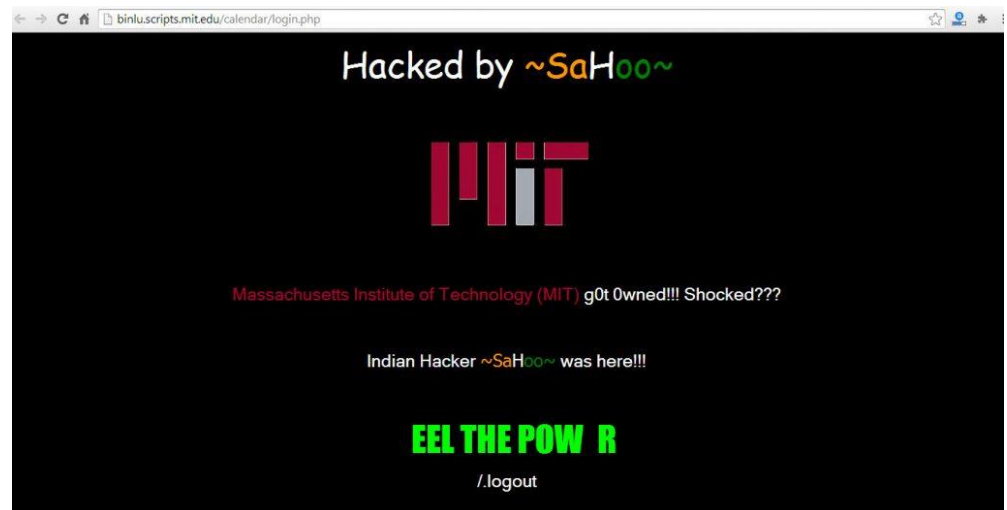 binlu.scripts.mit.edu/calendar/login.php
Hacked by ~SaHoo~
MiT
Massachusetts Institute of Technology (MIT) g0t 0wned!!! Shocked???
Indian Hacker ~SaHoo~ was here!!!
EEL THE POW R
/.logout